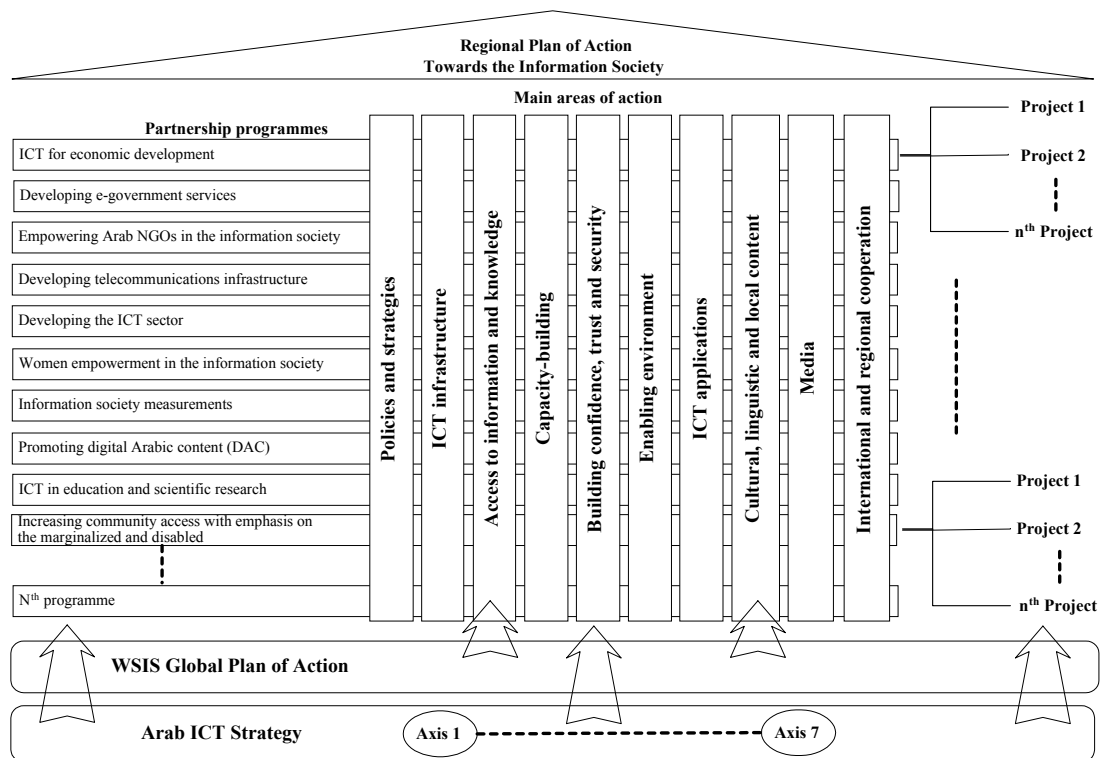 Regional Plan of Action
Towards the Information Society
Main areas of action
Partnership programmes
ICT for economic development
Developing e-government services
Empowering Arab NGOs in the information society
Developing telecommunications infrastructure
Developing the ICT sector
Women empowerment in the information society
Information society measurements
Promoting digital Arabic content (DAC)
ICT in education and scientific research
Increasing community access with emphasis on
the marginalized and disabled
Nth programme
Policies and strategies
ICT infrastructure
Access to information and knowledge
Capacity-building
Building confidence, trust and security
Enabling environment
ICT applications
Cultural, linguistic and local content
Media
International and regional cooperation
Project 1
Project 2
nth Project
Project 1
Project 2
nth Project
WSIS Global Plan of Action
Arab ICT Strategy
Axis 1
Axis 7